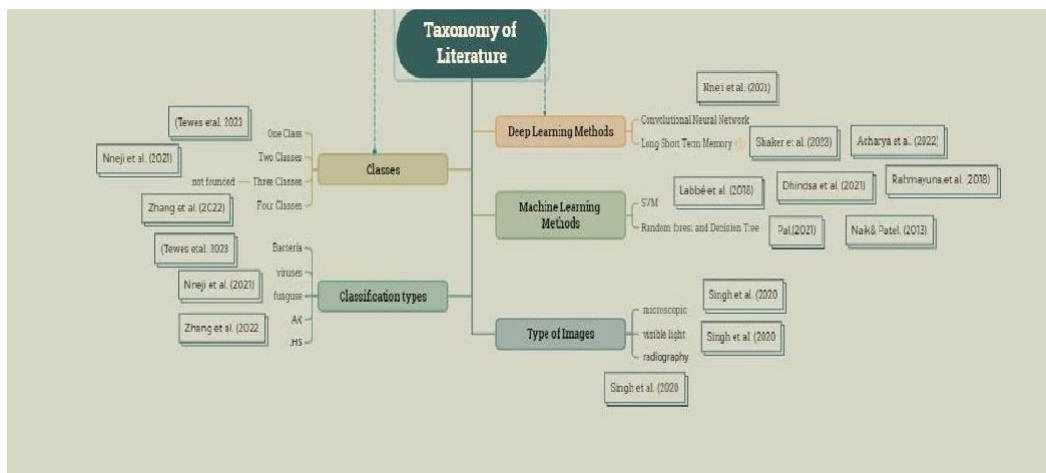 Taxonomy of
Literature
(Tewes et al. 2023
One Class
Nneji et al. (2021)
Two Classes
not founded
Three Classes
Zhang et al. (2022)
Four Classes
Classes
(Tewes et al. 2023
Bacteria
viruses
Nneji et al. (2021)
funguse
Zhang et al. (2022
AK
Classification types
Deep Learning Methods
Nneji et al. (2021)
Convolutional Neural Network
Long Short Term Memory
Shaker et al. (2023)
Acharya et al. (2022)
Machine Learning
Methods
SVM
Labbé et al. (2018)
Dhindsa et al. (2021)
Rahmayuna, et al. (2018)
Random forest and Decision Tree
Pal,(2021)
Naik& Patel, (2013)
Type of Images
microscopic
Singh et al. (2020
visible light
Singh et al. (2020
radiography
Singh et al. (2020